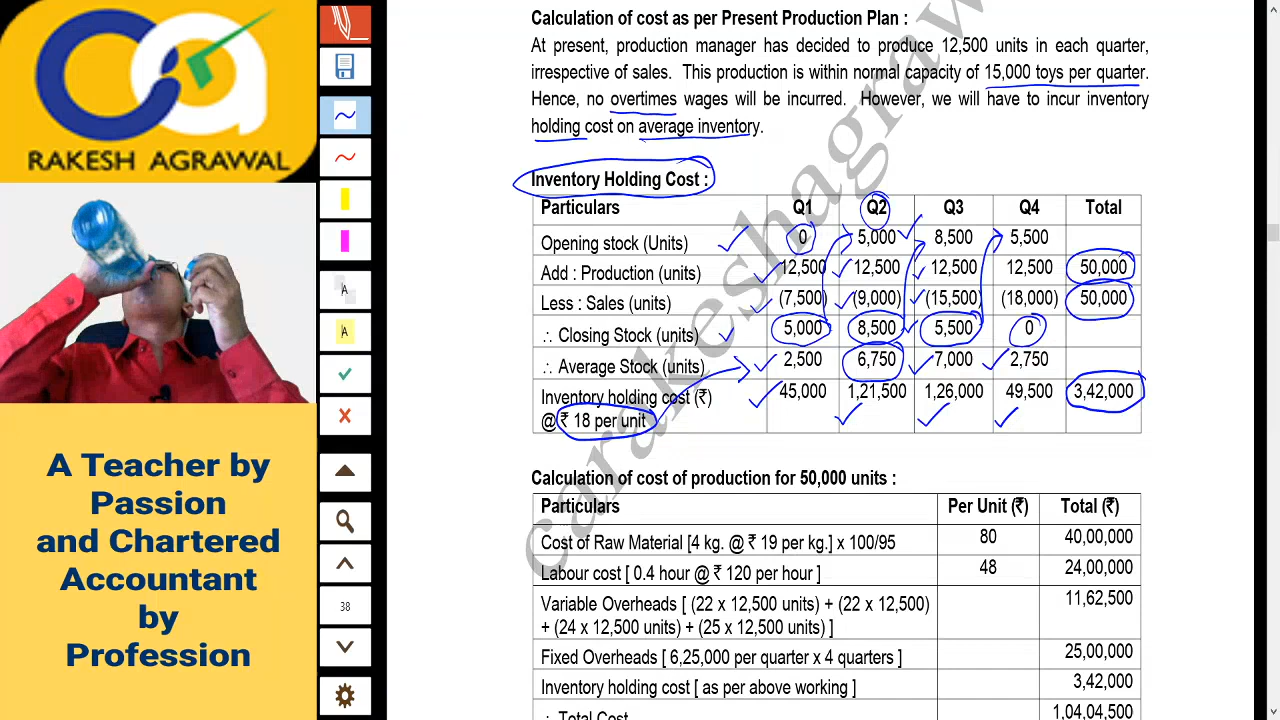 Calculation of cost as per Present Production Plan :
At present, production manager has decided to produce 12,500 units in each quarter,
irrespective of sales. This production is within normal capacity of 15,000 toys per quarter.
Hence, no overtimes wages will be incurred. However, we will have to incur inventory
holding cost on average inventory.
RAKESH AGRAWAL
Inventory Holding Cost :
Particulars Q1 Q2 Q3 Q4 Total
Opening stock (Units) 0 5,000 8,500 5,500
Add : Production (units) 12,500 12,500 12,500 12,500 50,000
Less : Sales (units) (7,500) (9,000) (15,500) (18,000) 50,000
∴ Closing Stock (units) 5,000 8,500 5,500 0
∴ Average Stock (units) 2,500 6,750 7,000 2,750
Inventory holding cost (₹) 45,000 1,21,500 1,26,000 49,500 3,42,000
@ ₹ 18 per unit
A Teacher by
Passion
and Chartered
Accountant
by
Profession
A
A
38
Calculation of cost of production for 50,000 units :
Particulars Per Unit (₹) Total (₹)
Cost of Raw Material [4 kg. @ ₹ 19 per kg.] x 100/95 80 40,00,000
Labour cost [ 0.4 hour @ ₹ 120 per hour ] 48 24,00,000
Variable Overheads [ (22 x 12,500 units) + (22 x 12,500) 11,62,500
+ (24 x 12,500 units) + (25 x 12,500 units) ]
Fixed Overheads [ 6,25,000 per quarter x 4 quarters ] 25,00,000
Inventory holding cost [ as per above working ] 3,42,000
∴ Total Cost 1,04,04,500
carakeshagraw